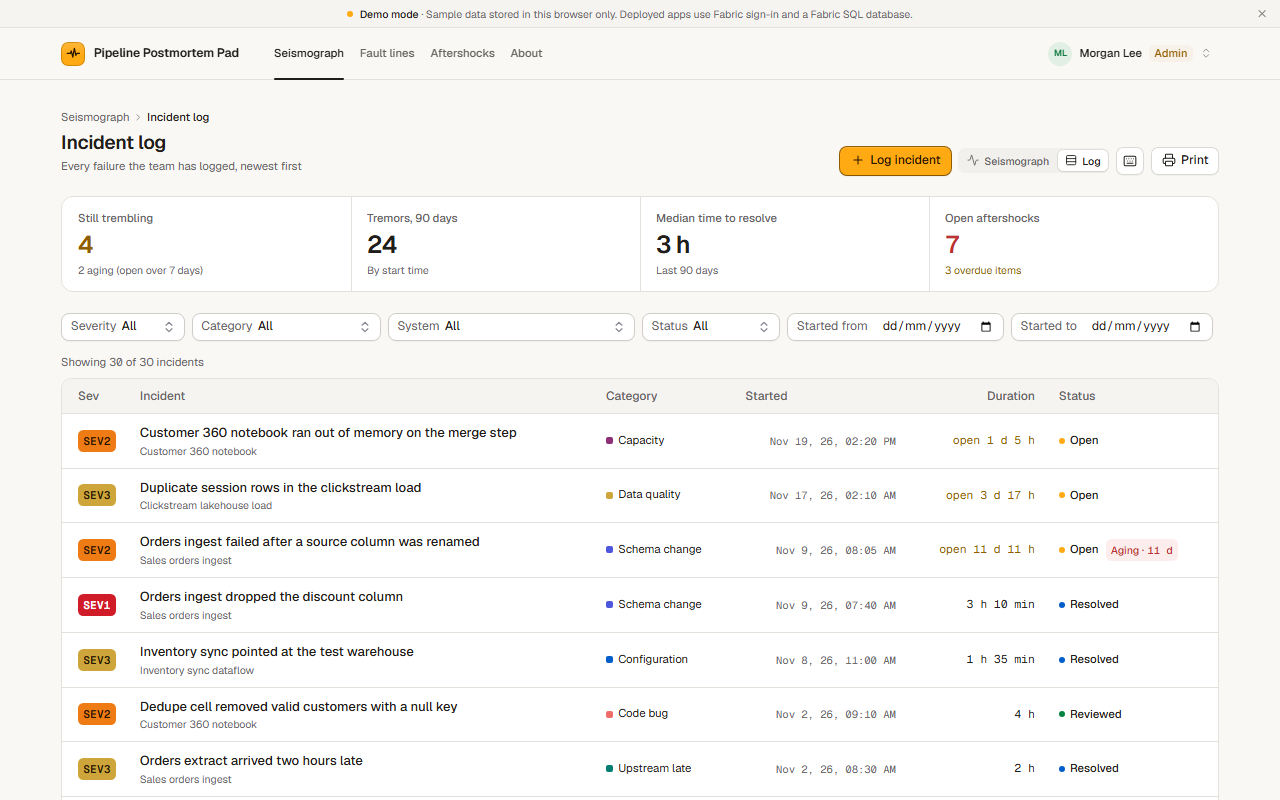 Demo mode · Sample data stored in this browser only. Deployed apps use Fabric sign-in and a Fabric SQL database.
Pipeline Postmortem Pad Seismograph Fault lines Aftershocks About ML Morgan Lee Admin
Seismograph Incident log
Incident log
Every failure the team has logged, newest first
Log incident Seismograph Log Print
Still trembling Tremors, 90 days Median time to resolve Open aftershocks
4 24 3 h 7
2 aging (open over 7 days) By start time Last 90 days 3 overdue items
Severity All Category All System All Status All Started from dd/mm/yyyy Started to dd/mm/yyyy
Showing 30 of 30 incidents
Sev Incident Category Started Duration Status
SEV2 Customer 360 notebook ran out of memory on the merge step Capacity Nov 19, 26, 02:20 PM open 1 d 5 h Open
Customer 360 notebook
SEV3 Duplicate session rows in the clickstream load Data quality Nov 17, 26, 02:10 AM open 3 d 17 h Open
Clickstream lakehouse load
SEV2 Orders ingest failed after a source column was renamed Schema change Nov 9, 26, 08:05 AM open 11 d 11 h Open Aging · 11 d
Sales orders ingest
SEV1 Orders ingest dropped the discount column Schema change Nov 9, 26, 07:40 AM 3 h 10 min Resolved
Sales orders ingest
SEV3 Inventory sync pointed at the test warehouse Configuration Nov 8, 26, 11:00 AM 1 h 35 min Resolved
Inventory sync dataflow
SEV2 Dedupe cell removed valid customers with a null key Code bug Nov 2, 26, 09:10 AM 4 h Reviewed
Customer 360 notebook
SEV3 Orders extract arrived two hours late Upstream late Nov 2, 26, 08:30 AM 2 h Resolved
Sales orders ingest